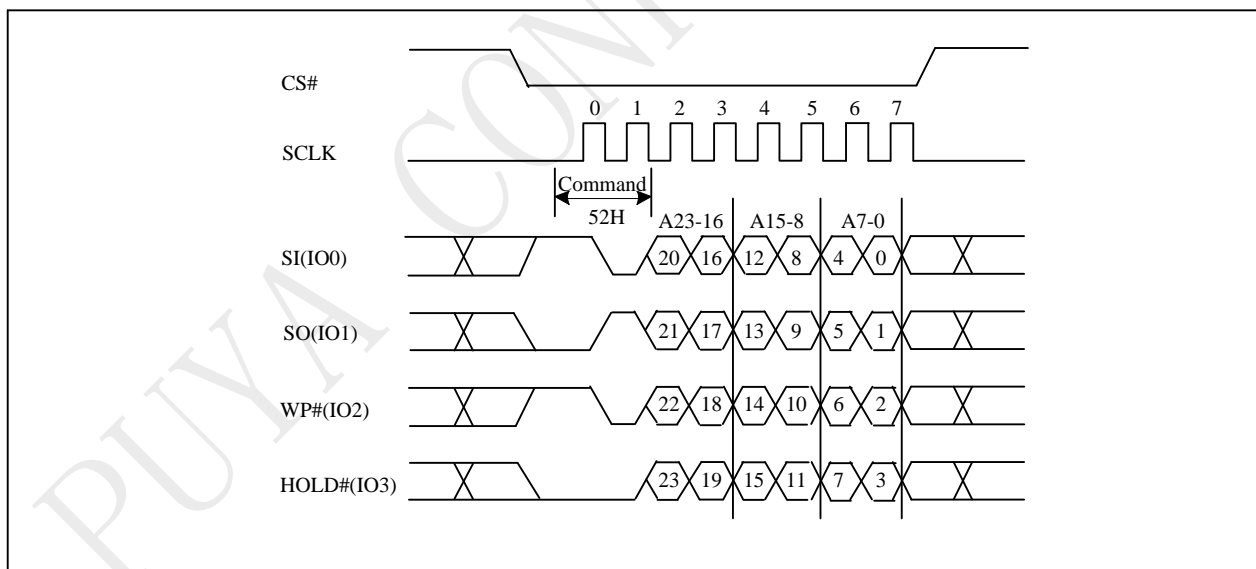 PUYA CONF
CS#
0 1 2 3 4 5 6 7
SCLK
Command
52H
A23-16 A15-8 A7-0
SI(IO0)
20 16 12 8 4 0
SO(IO1)
21 17 13 9 5 1
WP#(IO2)
22 18 14 10 6 2
HOLD#(IO3)
23 19 15 11 7 3